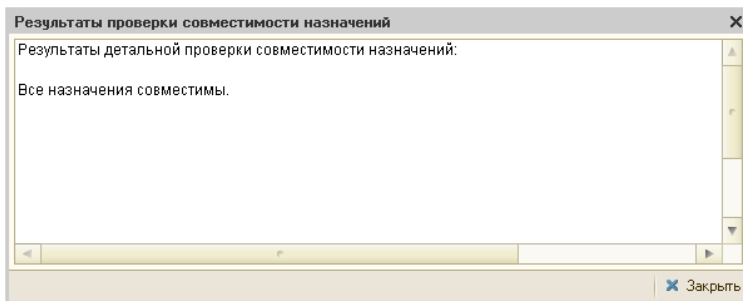 Результаты проверки совместимости назначений
Результаты детальной проверки совместимости назначений:
Все назначения совместимы.
Закрыть